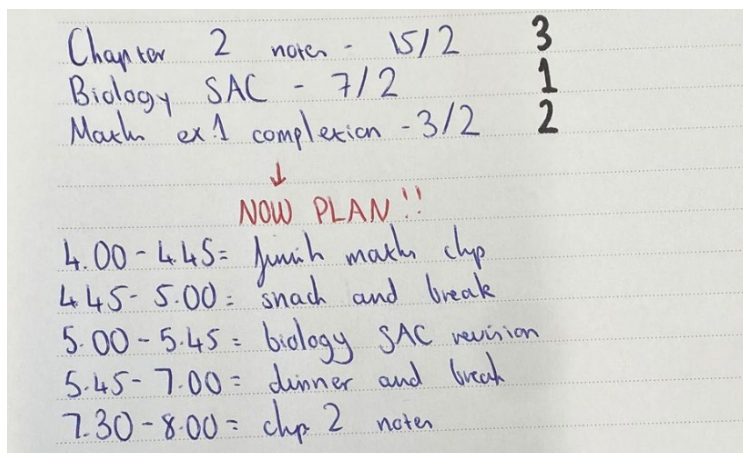 Chapter 2 notes - 15/2 3
Biology SAC - 7/2 1
Maths ex 1 completion - 3/2 2
↓
NOW PLAN!!
4.00 - 4.45 = finish maths chp
4.45 - 5.00 = snack and break
5.00 - 5.45 = biology SAC revision
5.45 - 7.00 = dinner and break
7.30 - 8.00 = chp 2 notes